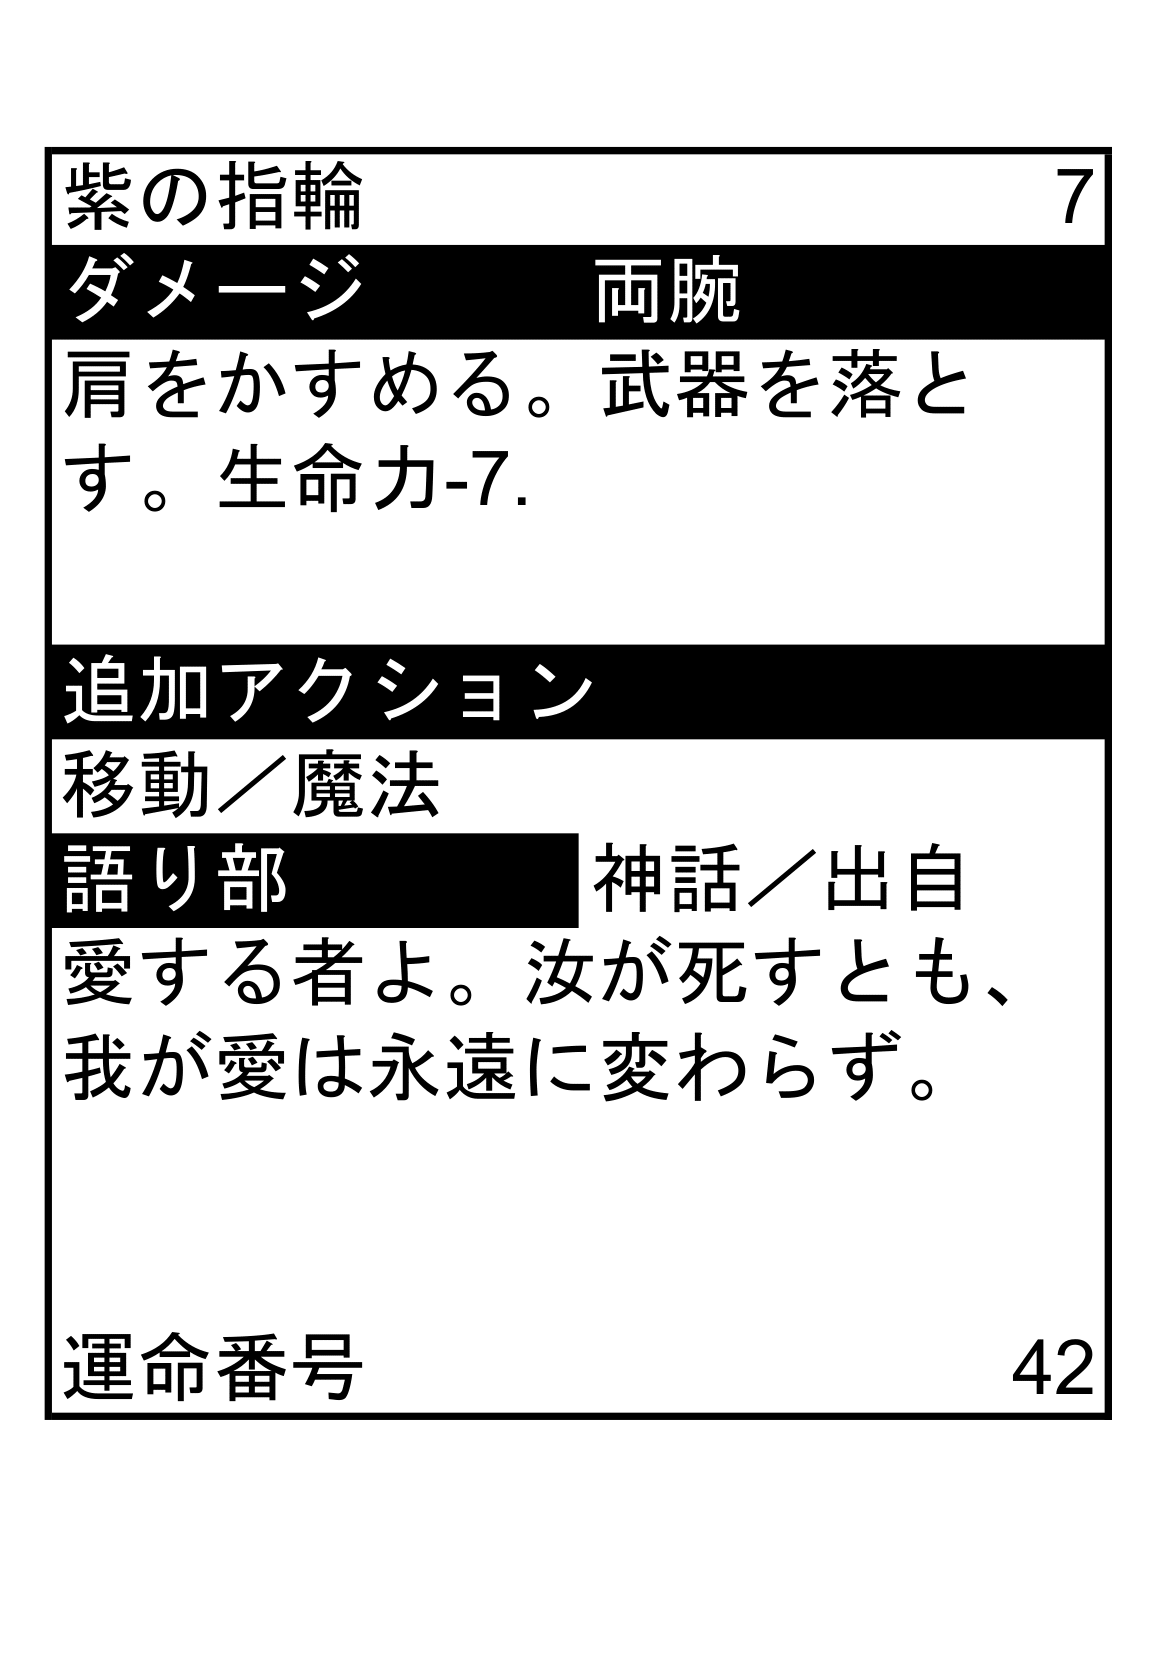 紫の指輪 7
ダメージ 両腕
肩をかすめる。武器を落と
す。生命力-7.
追加アクション
移動／魔法
語り部 神話／出自
愛する者よ。汝が死すとも、
我が愛は永遠に変わらず。
運命番号 42